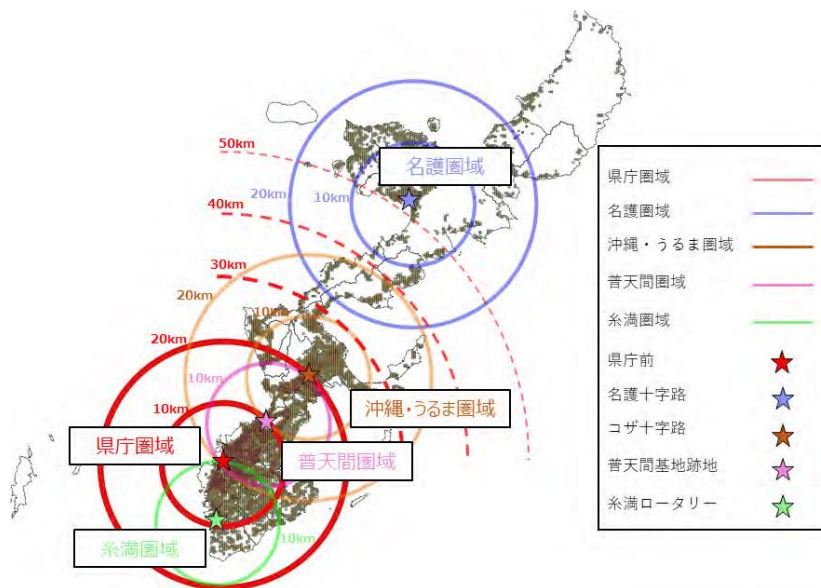 50km
名護圏域
20km
10km
40km
30km
20km
10km
20km
10km
10km
沖縄・うるま圏域
県庁圏域
普天間圏域
糸満圏域
10km
県庁圏域
名護圏域
沖縄・うるま圏域
普天間圏域
糸満圏域
県庁前
名護十字路
コザ十字路
普天間基地跡地
糸満ロータリー